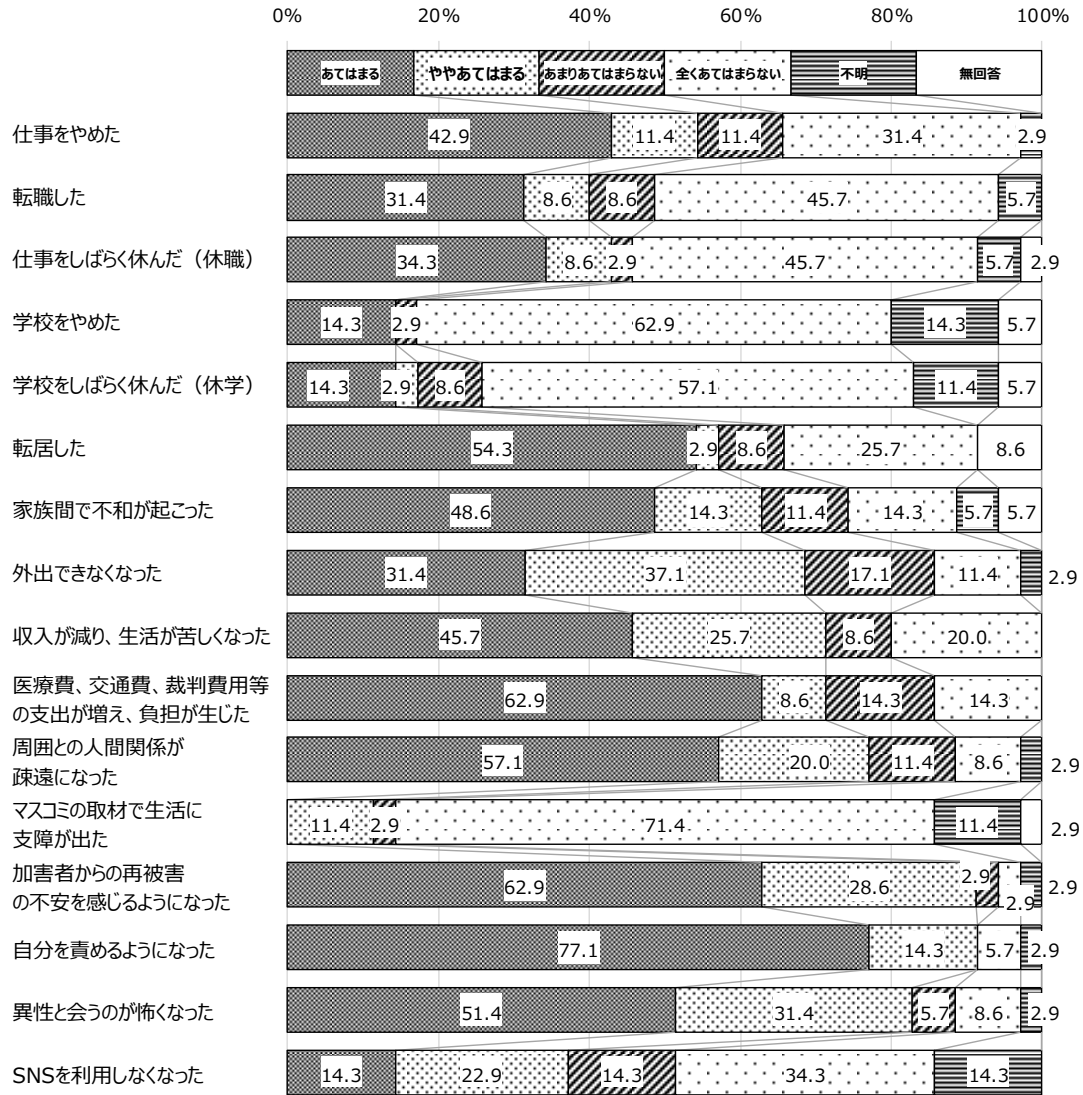 0% 20% 40% 60% 80% 100%
あてはまる ややあてはまる あまりあてはまらない 全くあてはまらない 不明 無回答
仕事をやめた 42.9 11.4 11.4 31.4 2.9
転職した 31.4 8.6 8.6 45.7 5.7
仕事をしばらく休んだ（休職） 34.3 8.6 2.9 45.7 5.7 2.9
学校をやめた 14.3 2.9 62.9 14.3 5.7
学校をしばらく休んだ（休学） 14.3 2.9 8.6 57.1 11.4 5.7
転居した 54.3 2.9 8.6 25.7 8.6
家族間で不和が起こった 48.6 14.3 11.4 14.3 5.7 5.7
外出できなくなった 31.4 37.1 17.1 11.4 2.9
収入が減り、生活が苦しくなった 45.7 25.7 8.6 20.0
医療費、交通費、裁判費用等
の支出が増え、負担が生じた 62.9 8.6 14.3 14.3
周囲との人間関係が
疎遠になった 57.1 20.0 11.4 8.6 2.9
マスコミの取材で生活に
支障が出た 11.4 2.9 71.4 11.4 2.9
加害者からの再被害
の不安を感じるようになった 62.9 28.6 2.9 2.9 2.9
自分を責めるようになった 77.1 14.3 5.7 2.9
異性と会うのが怖くなった 51.4 31.4 5.7 8.6 2.9
SNSを利用しなくなった 14.3 22.9 14.3 34.3 14.3